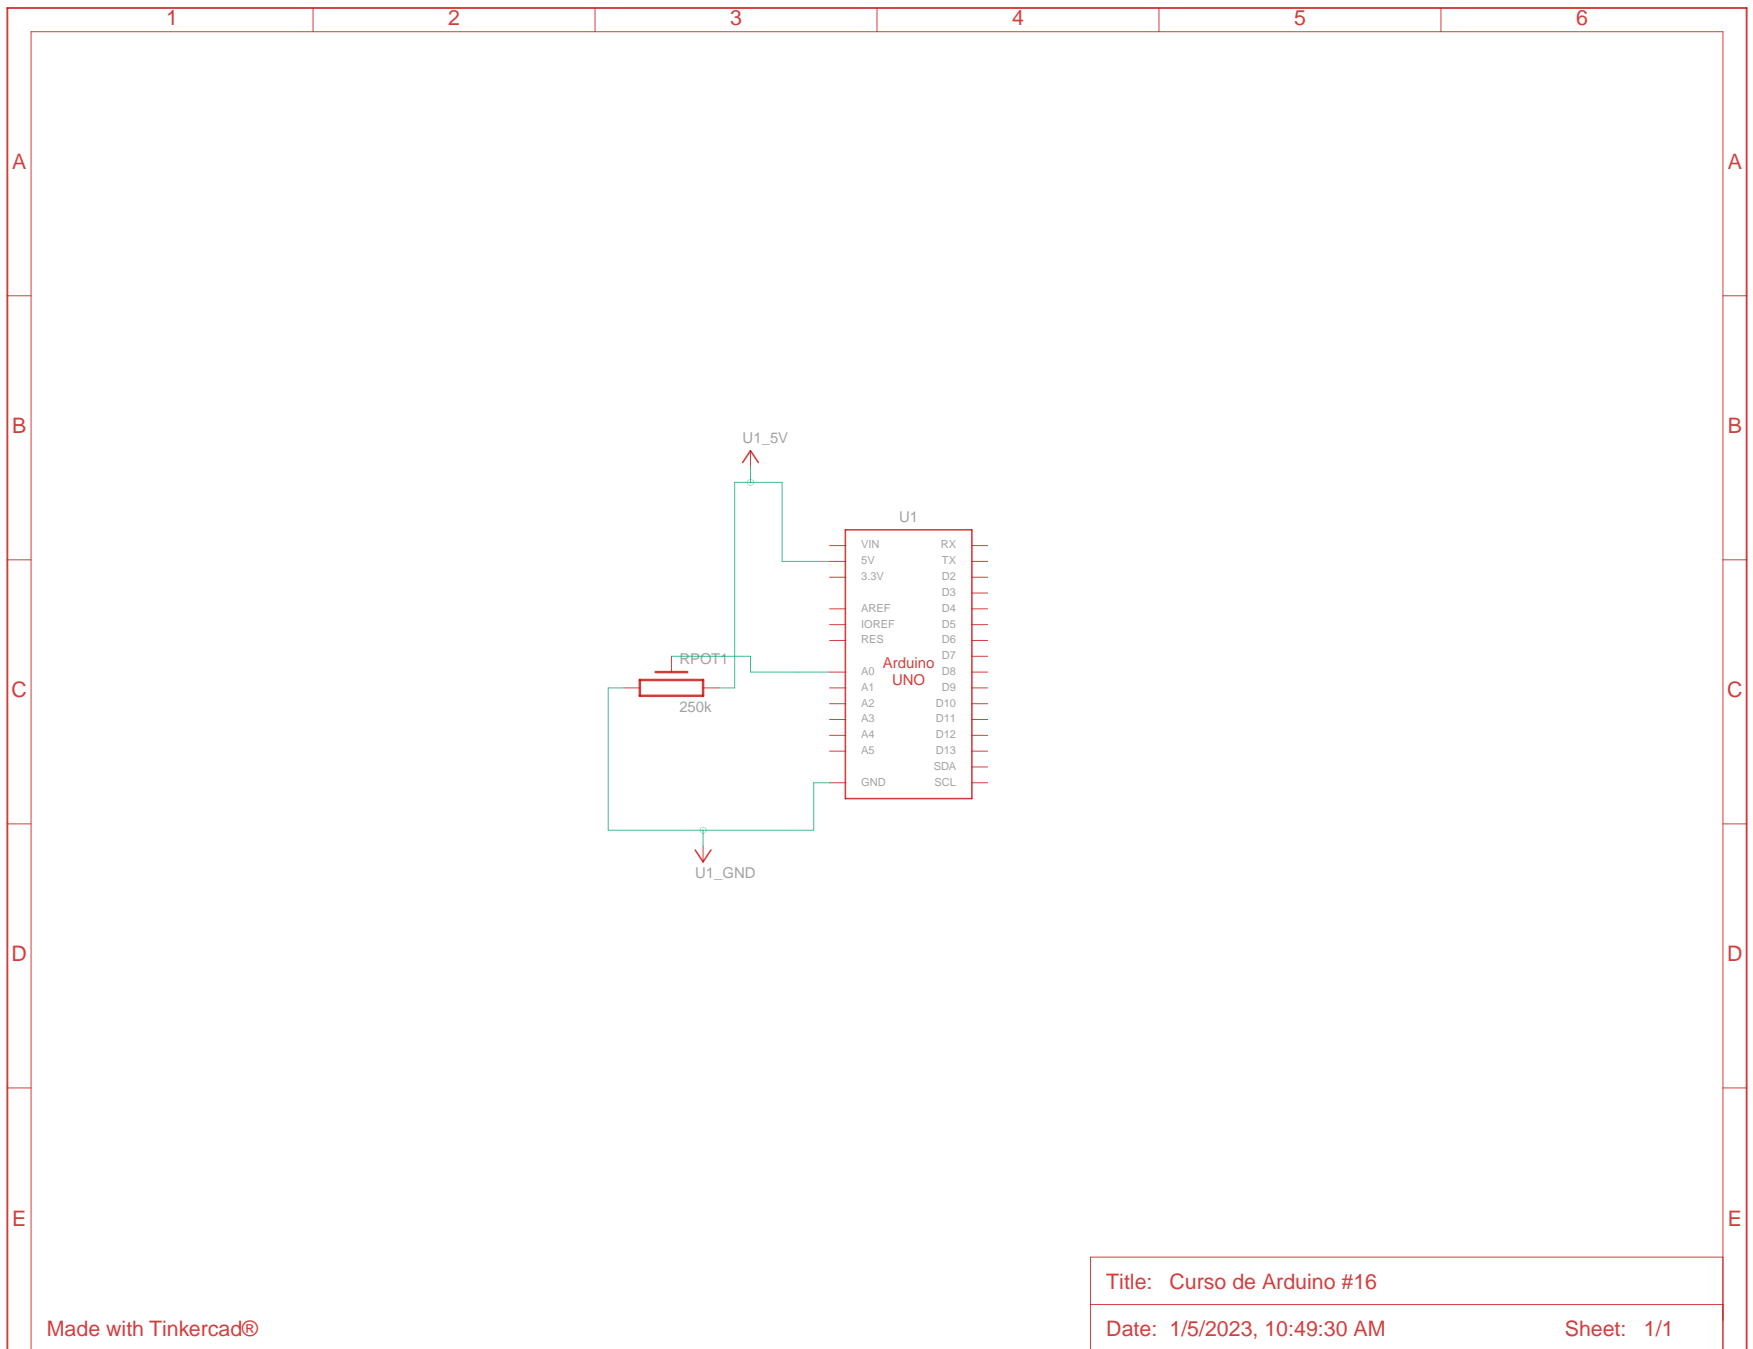 1 2 3 4 5 6
A A
B B
U1_5V
U1
VIN RX
5V TX
3.3V D2
D3
AREF D4
IOREF D5
RES D6
D7
RPOT1
Arduino
A0 D8
UNO
A1 D9
250k
A2 D10
A3 D11
A4 D12
A5 D13
SDA
GND SCL
C C
U1_GND
D D
E E
Title: Curso de Arduino #16
Made with Tinkercad®
Date: 1/5/2023, 10:49:30 AM Sheet: 1/1